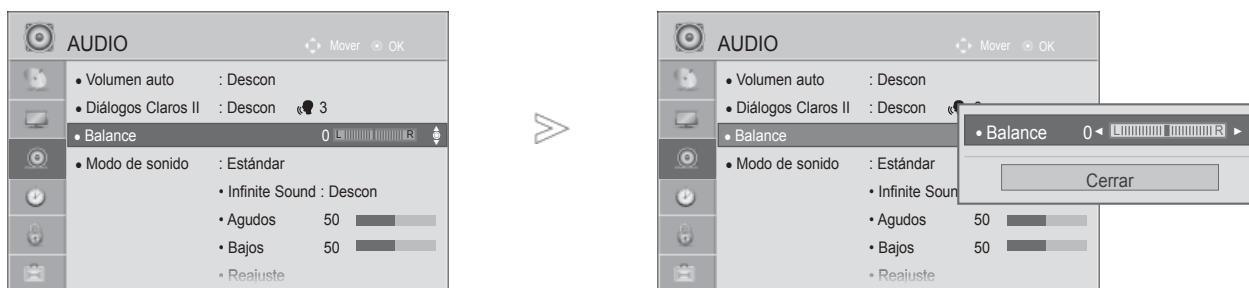 AUDIO
Mover OK
• Volumen auto : Descon
• Diálogos Claros II : Descon 3
• Balance 0 L R
• Modo de sonido : Estándar
• Infinite Sound : Descon
• Agudos 50
• Bajos 50
• Reajuste
AUDIO
Mover OK
• Volumen auto : Descon
• Diálogos Claros II : Descon
• Balance
• Modo de sonido : Estándar
• Infinite Soun
• Agudos 50
• Bajos 50
• Reajuste
• Balance 0 L R
Cerrar